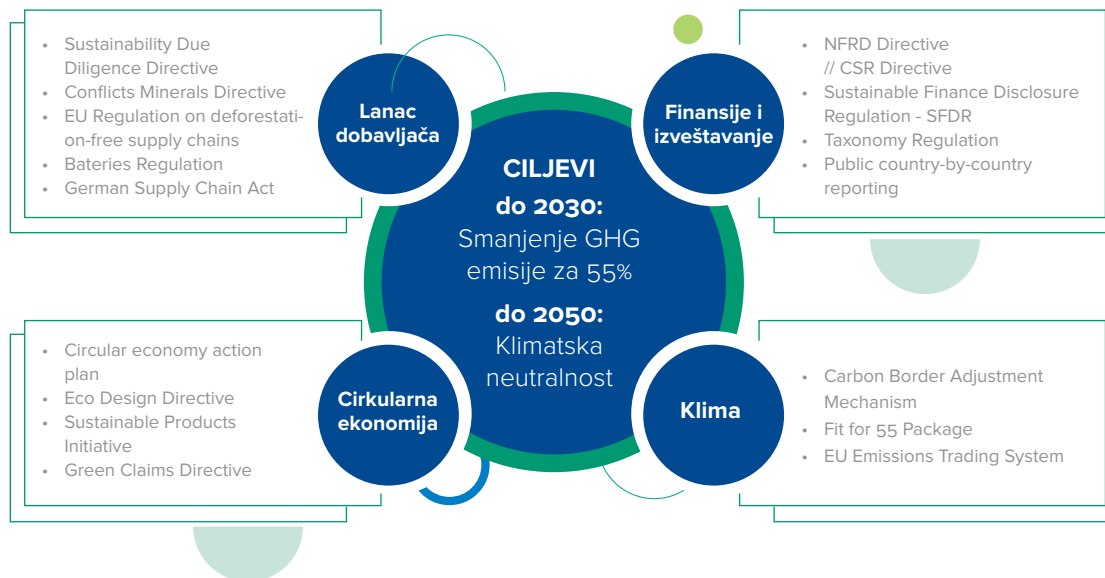 • Sustainability Due
Diligence Directive
• Conflicts Minerals Directive
• EU Regulation on deforestati-
on-free supply chains
• Bateries Regulation
• German Supply Chain Act
Lanac
dobavljača
Finansije i
izveštavanje
• NFRD Directive
// CSR Directive
• Sustainable Finance Disclosure
Regulation - SFDR
• Taxonomy Regulation
• Public country-by-country
reporting
CILJEVI
do 2030:
Smanjenje GHG
emisije za 55%
do 2050:
Klimatska
neutralnost
• Circular economy action
plan
• Eco Design Directive
• Sustainable Products
Initiative
• Green Claims Directive
Cirkularna
ekonomija
Klima
• Carbon Border Adjustment
Mechanism
• Fit for 55 Package
• EU Emissions Trading System